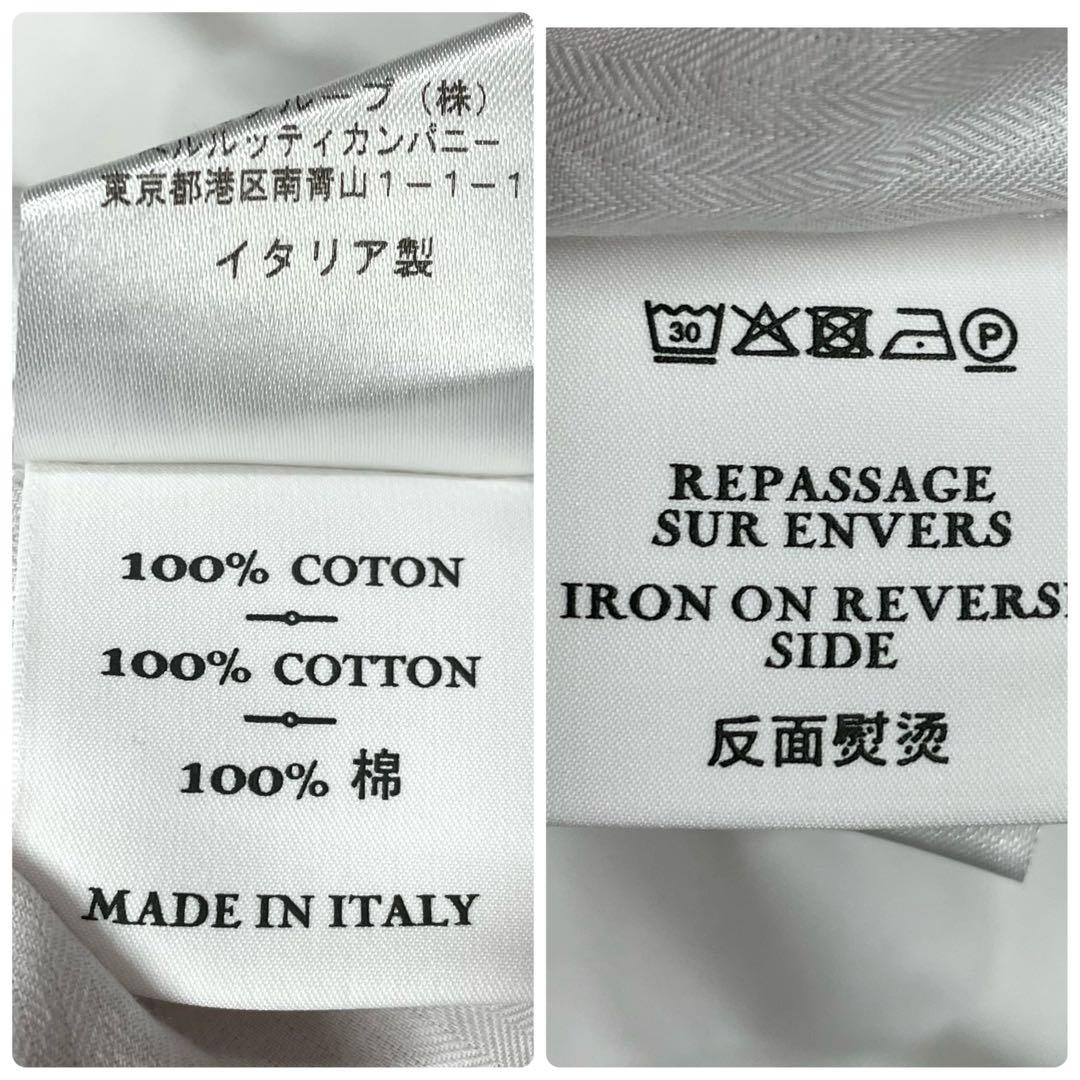 ループ(株)
ルルッティカンパニー
東京都港区南青山1-1-1
イタリア製
100% COTON
100% COTTON
100% 棉
MADE IN ITALY
30
P
REPASSAGE
SUR ENVERS
IRON ON REVERSE
SIDE
反面熨烫